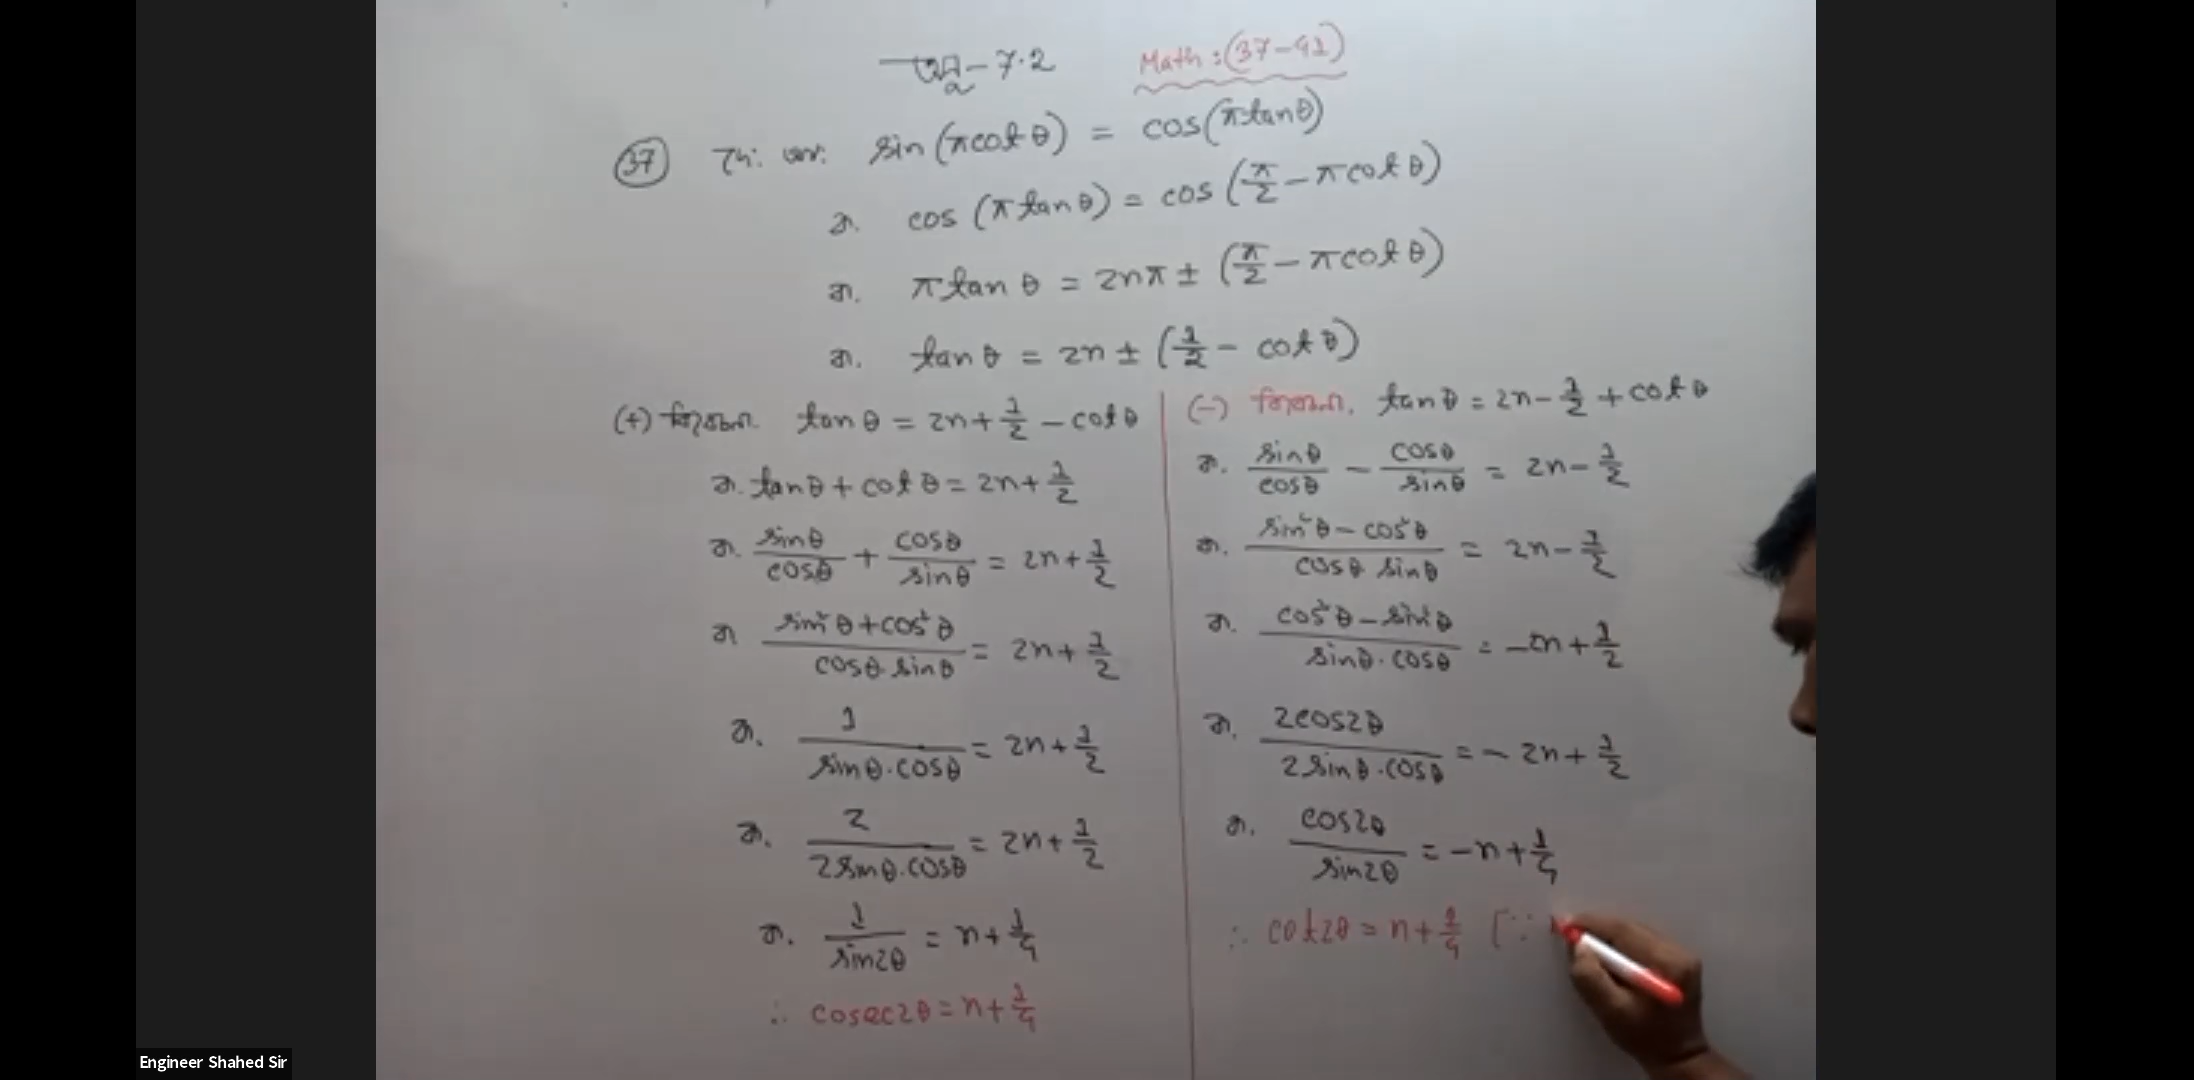 অনু - 7.2
Math : (37-41)
(37) দে: আ: sin(πcotθ) = cos(πtanθ)
বা. cos(πtanθ) = cos(π/2 - πcotθ)
বা. πtanθ = 2nπ ± (π/2 - πcotθ)
বা. tanθ = 2n ± (1/2 - cotθ)
(+) নিয়ে tanθ = 2n + 1/2 - cotθ
বা. tanθ + cotθ = 2n + 1/2
বা. sinθ/cosθ + cosθ/sinθ = 2n + 1/2
বা (sin²θ + cos²θ)/(cosθ.sinθ) = 2n + 1/2
বা. 1/(sinθ.cosθ) = 2n + 1/2
বা. 2/(2sinθ.cosθ) = 2n + 1/2
বা. 1/sin2θ = n + 1/4
∴ cosec2θ = n + 1/4
(-) নিয়ে, tanθ = 2n - 1/2 + cotθ
বা. sinθ/cosθ - cosθ/sinθ = 2n - 1/2
বা. (sin²θ - cos²θ)/(cosθ sinθ) = 2n - 1/2
বা. (cos²θ - sin²θ)/(sinθ.cosθ) = -2n + 1/2
বা. 2cos2θ/(2sinθ.cosθ) = -2n + 1/2
বা. cos2θ/sin2θ = -n + 1/4
∴ cot2θ = n + 1/4 [∵
Engineer Shahed Sir